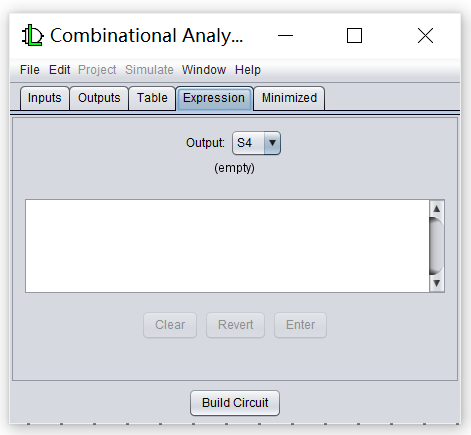 Combinational Analy...
File Edit Project Simulate Window Help
Inputs Outputs Table Expression Minimized
Output: S4
(empty)
Clear Revert Enter
Build Circuit